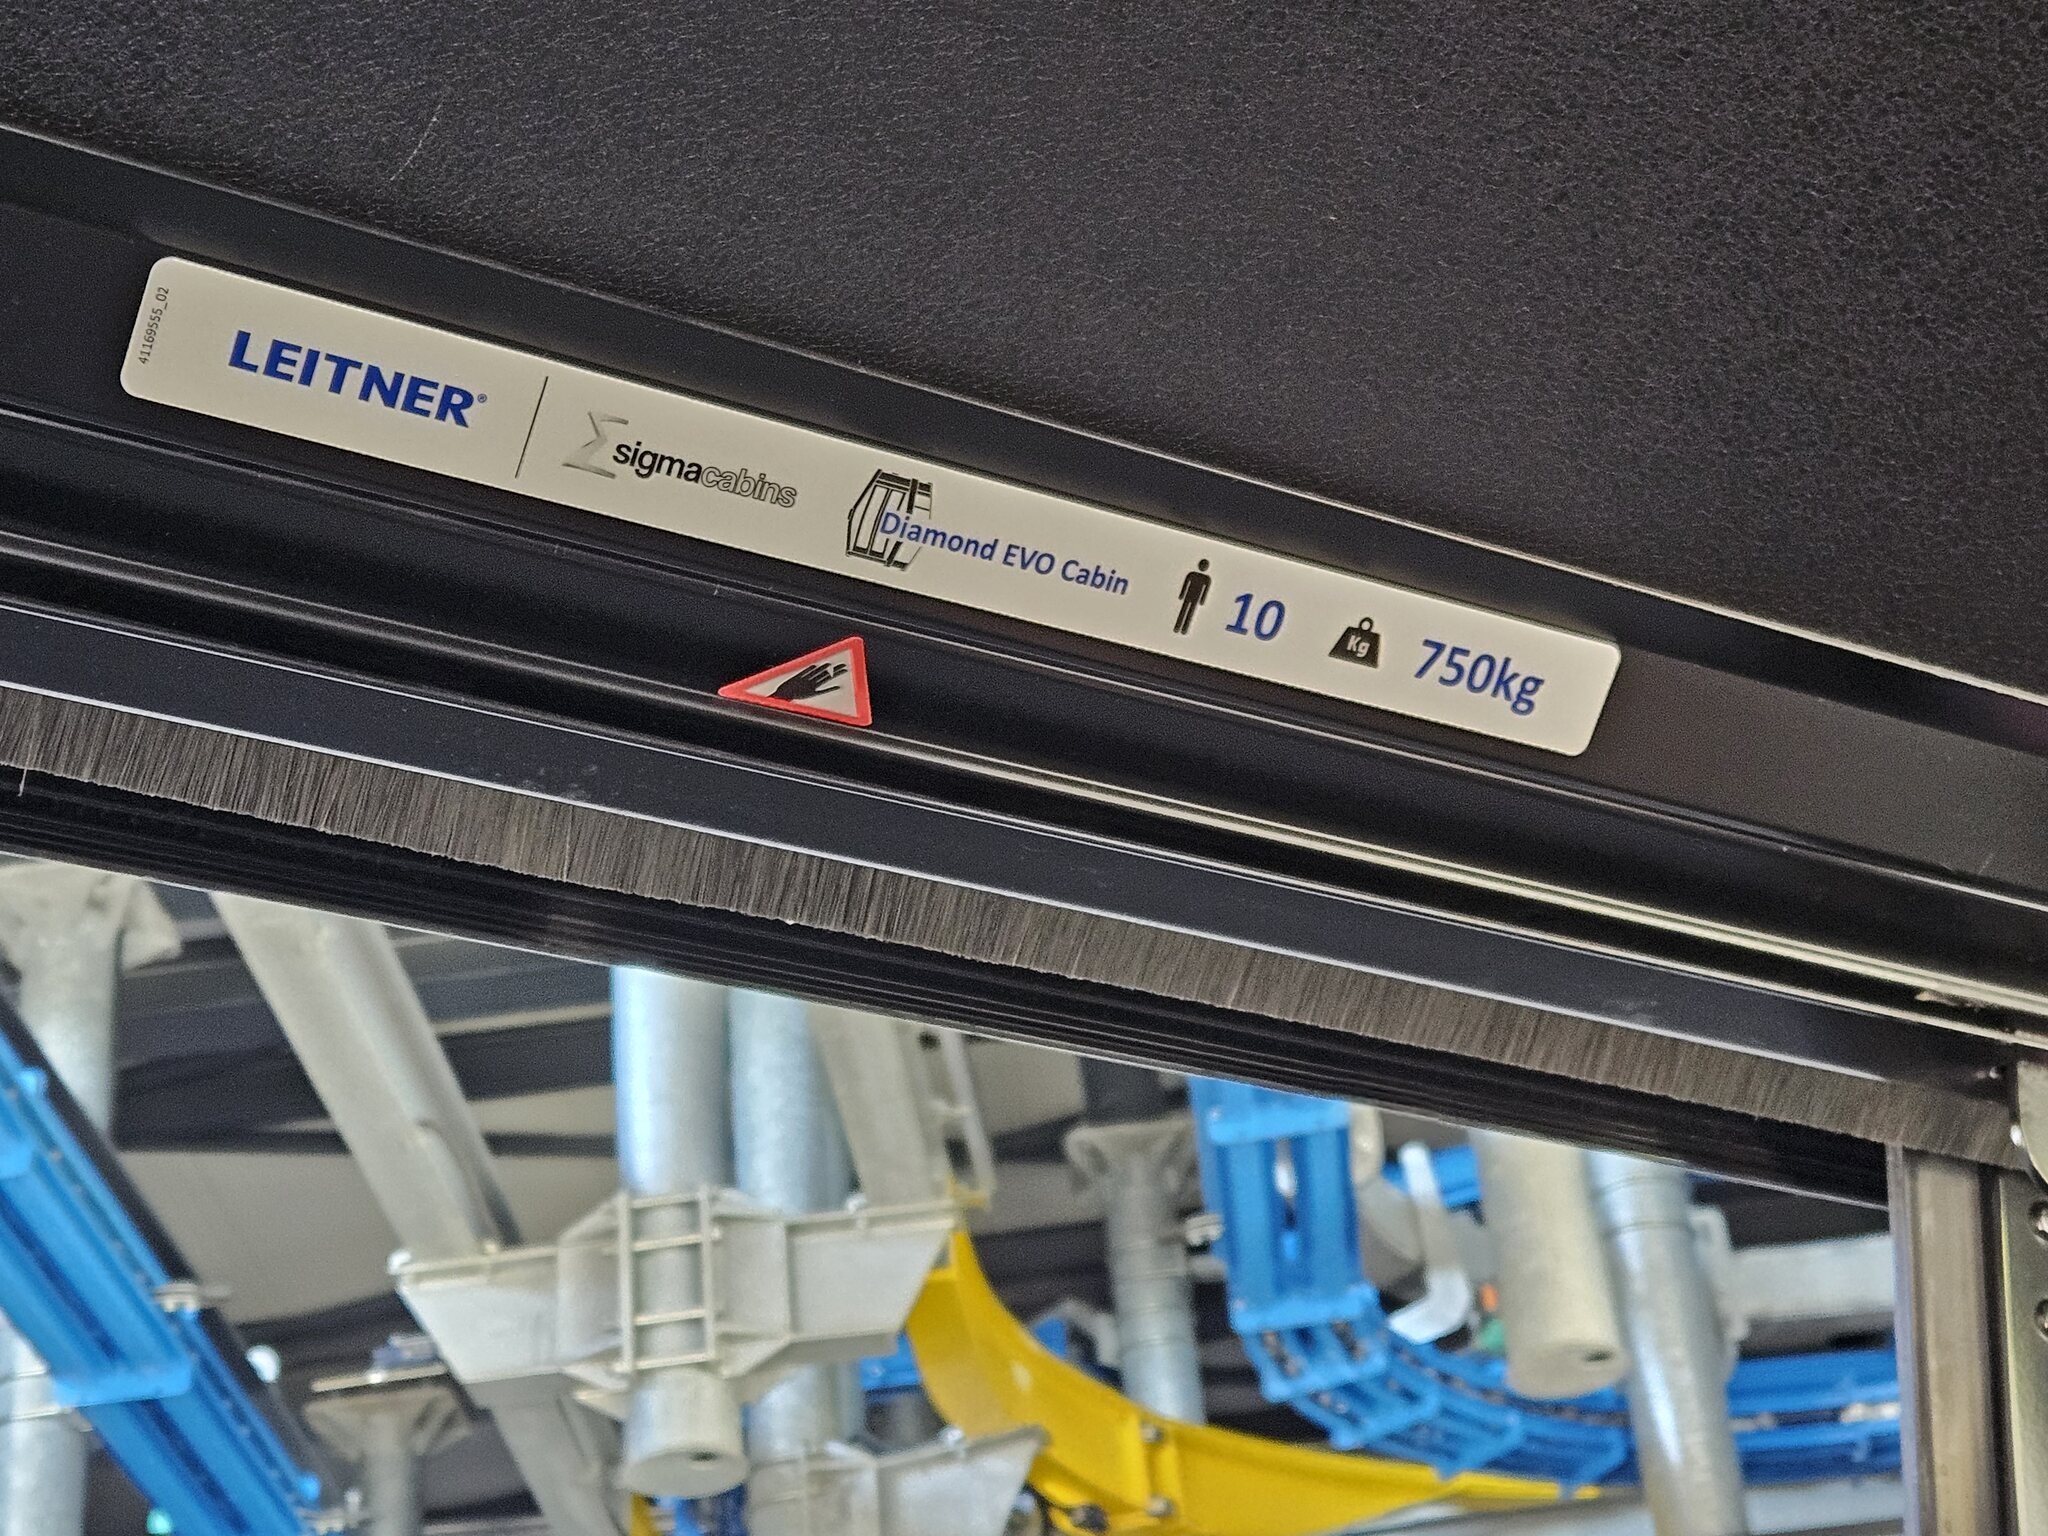 41169555_02
LEITNER®
sigmacabins
Diamond EVO Cabin
10
Kg
750kg